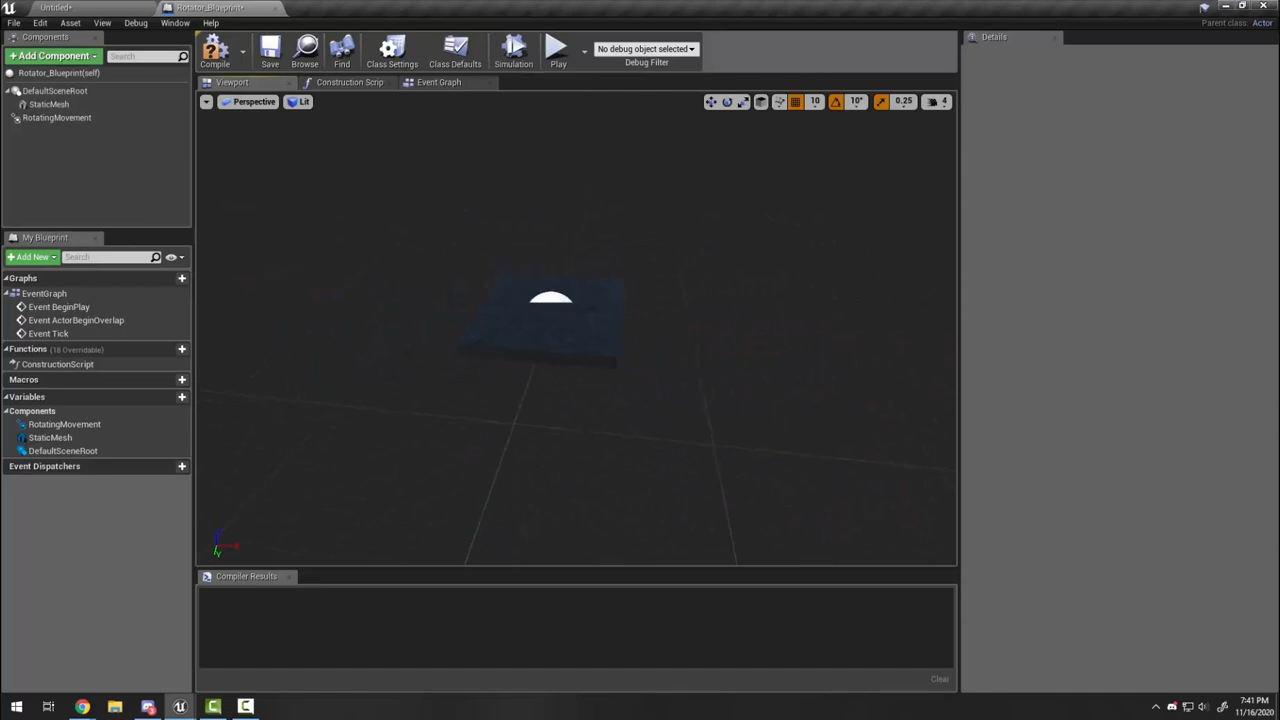 Untitled*
Rotator_Blueprint*
File Edit Asset View Debug Window Help
Parent class: Actor
Components
+ Add Component
Search
Rotator_Blueprint(self)
DefaultSceneRoot
StaticMesh
RotatingMovement
Compile
Save
Browse
Find
Class Settings
Class Defaults
Simulation
Play
No debug object selected
Debug Filter
Viewport
Construction Scrip
Event Graph
Perspective
Lit
10
10°
0.25
4
Details
My Blueprint
+ Add New
Search
Graphs
EventGraph
Event BeginPlay
Event ActorBeginOverlap
Event Tick
Functions (18 Overridable)
ConstructionScript
Macros
Variables
Components
RotatingMovement
StaticMesh
DefaultSceneRoot
Event Dispatchers
Compiler Results
Clear
7:41 PM
11/16/2020